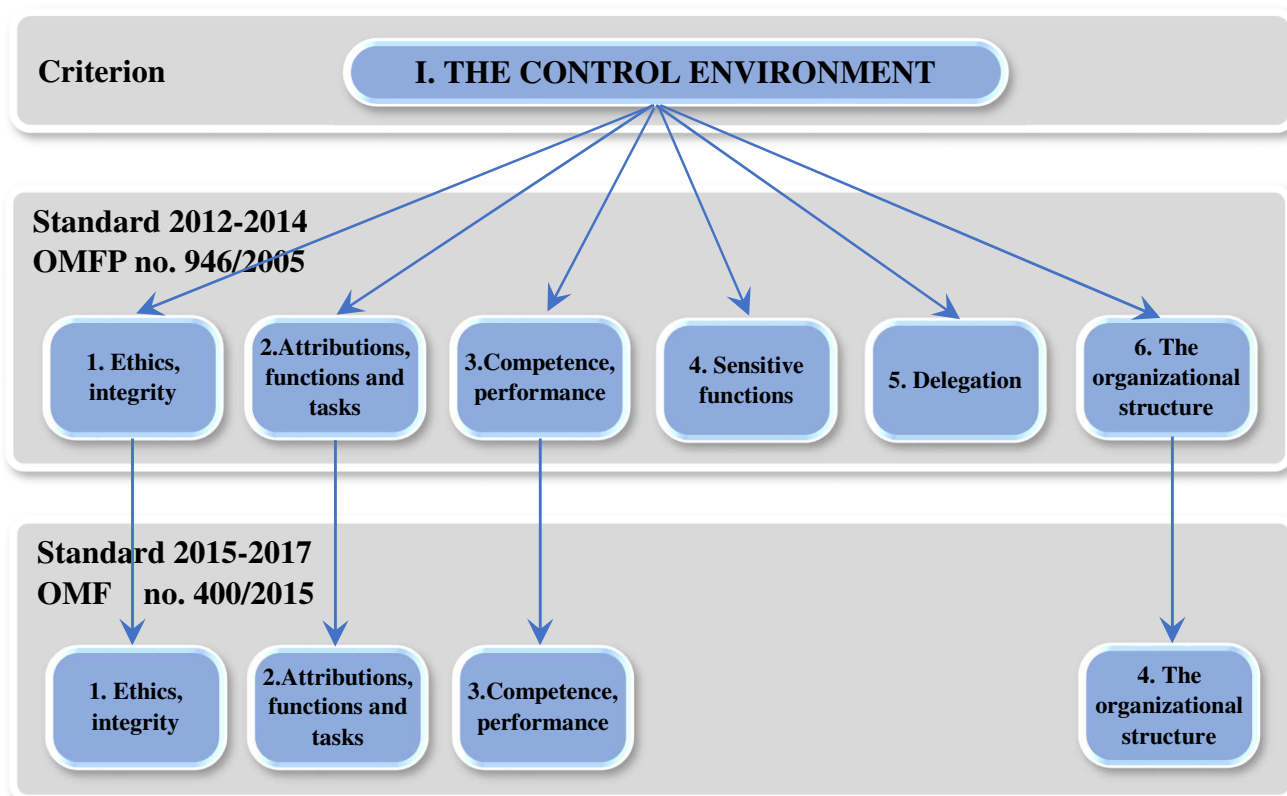 Criterion
I. THE CONTROL ENVIRONMENT
Standard 2012-2014
OMFP no. 946/2005
1. Ethics,
integrity
2.Attributions,
functions and
tasks
3.Competence,
performance
4. Sensitive
functions
5. Delegation
6. The
organizational
structure
Standard 2015-2017
OMF no. 400/2015
1. Ethics,
integrity
2.Attributions,
functions and
tasks
3.Competence,
performance
4. The
organizational
structure